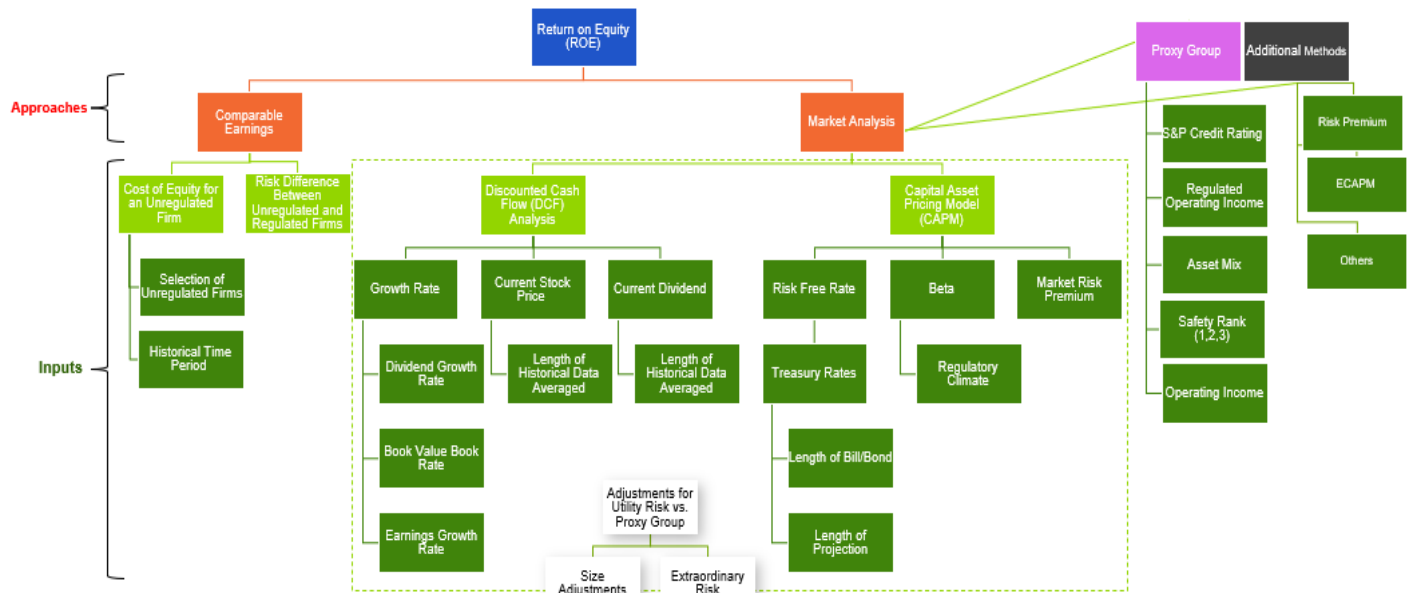 Return on Equity
(ROE)
Proxy Group
Additional Methods
Approaches
Comparable
Earnings
Market Analysis
S&P Credit Rating
Risk Premium
Cost of Equity for
an Unregulated
Firm
Risk Difference
Between
Unregulated and
Regulated Firms
Discounted Cash
Flow (DCF)
Analysis
Capital Asset
Pricing Model
(CAPM)
Regulated
Operating Income
ECAPM
Selection of
Unregulated Firms
Growth Rate
Current Stock
Price
Current Dividend
Risk Free Rate
Beta
Market Risk
Premium
Asset Mix
Others
Historical Time
Period
Inputs
Dividend Growth
Rate
Length of
Historical Data
Averaged
Length of
Historical Data
Averaged
Treasury Rates
Regulatory
Climate
Safety Rank
(1,2,3)
Operating Income
Book Value Book
Rate
Length of Bill/Bond
Adjustments for
Utility Risk vs.
Proxy Group
Earnings Growth
Rate
Length of
Projection
Size
Adjustments
Extraordinary
Risk